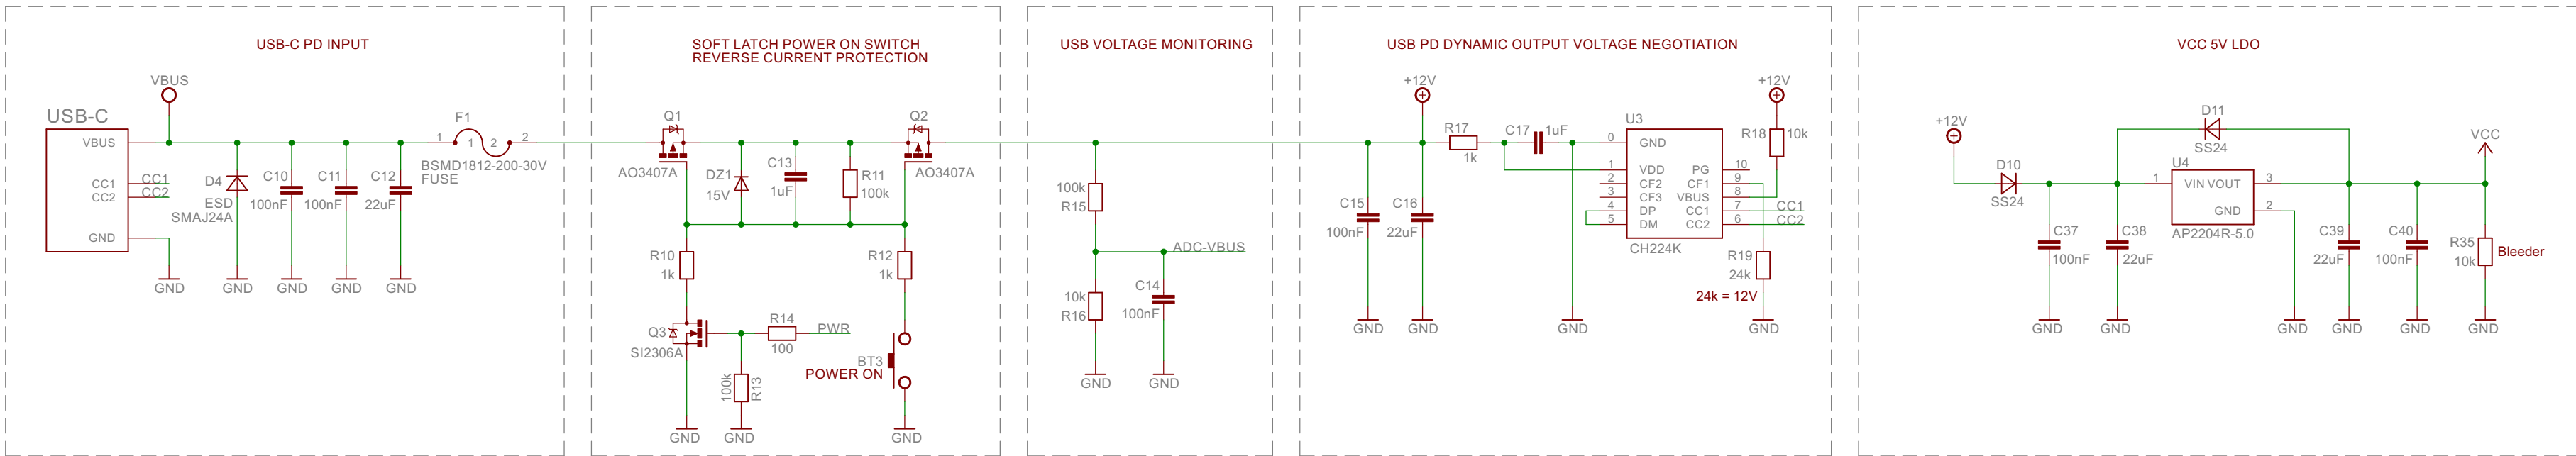 USB-C PD INPUT
VBUS
USB-C
VBUS
CC1
CC2
GND
CC1
CC2
GND
D4
ESD
SMAJ24A
GND
C10
100nF
GND
C11
100nF
GND
C12
22uF
GND
F1
1
1
2
2
BSMD1812-200-30V
FUSE
SOFT LATCH POWER ON SWITCH
REVERSE CURRENT PROTECTION
Q1
AO3407A
Q2
AO3407A
DZ1
15V
C13
1uF
R11
100k
R10
1k
R12
1k
Q3
SI2306A
R14
100
PWR
100k
R13
BT3
POWER ON
GND
GND
GND
USB VOLTAGE MONITORING
100k
R15
ADC-VBUS
10k
R16
C14
100nF
GND
GND
USB PD DYNAMIC OUTPUT VOLTAGE NEGOTIATION
+12V
R17
1k
C17
1uF
C15
100nF
C16
22uF
GND
GND
GND
U3
0
GND
1
VDD
2
CF2
3
CF3
4
DP
5
DM
PG
10
CF1
9
VBUS
8
CC1
7
CC2
6
CH224K
+12V
R18
10k
CC1
CC2
R19
24k
24k = 12V
GND
VCC 5V LDO
+12V
D10
SS24
D11
SS24
U4
1
VIN VOUT
3
GND
2
AP2204R-5.0
VCC
C37
100nF
C38
22uF
C39
22uF
C40
100nF
R35
10k
Bleeder
GND
GND
GND
GND
GND
GND